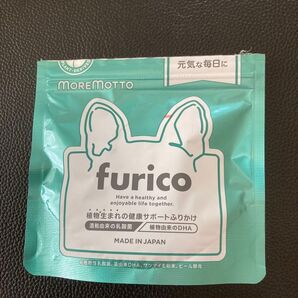 元気な毎日に
MOREMOTTO
furico
Have a healthy and
enjoyable life together.
植物生まれの健康サポートふりかけ
酒粕由来の乳酸菌
植物由来のDHA
MADE IN JAPAN